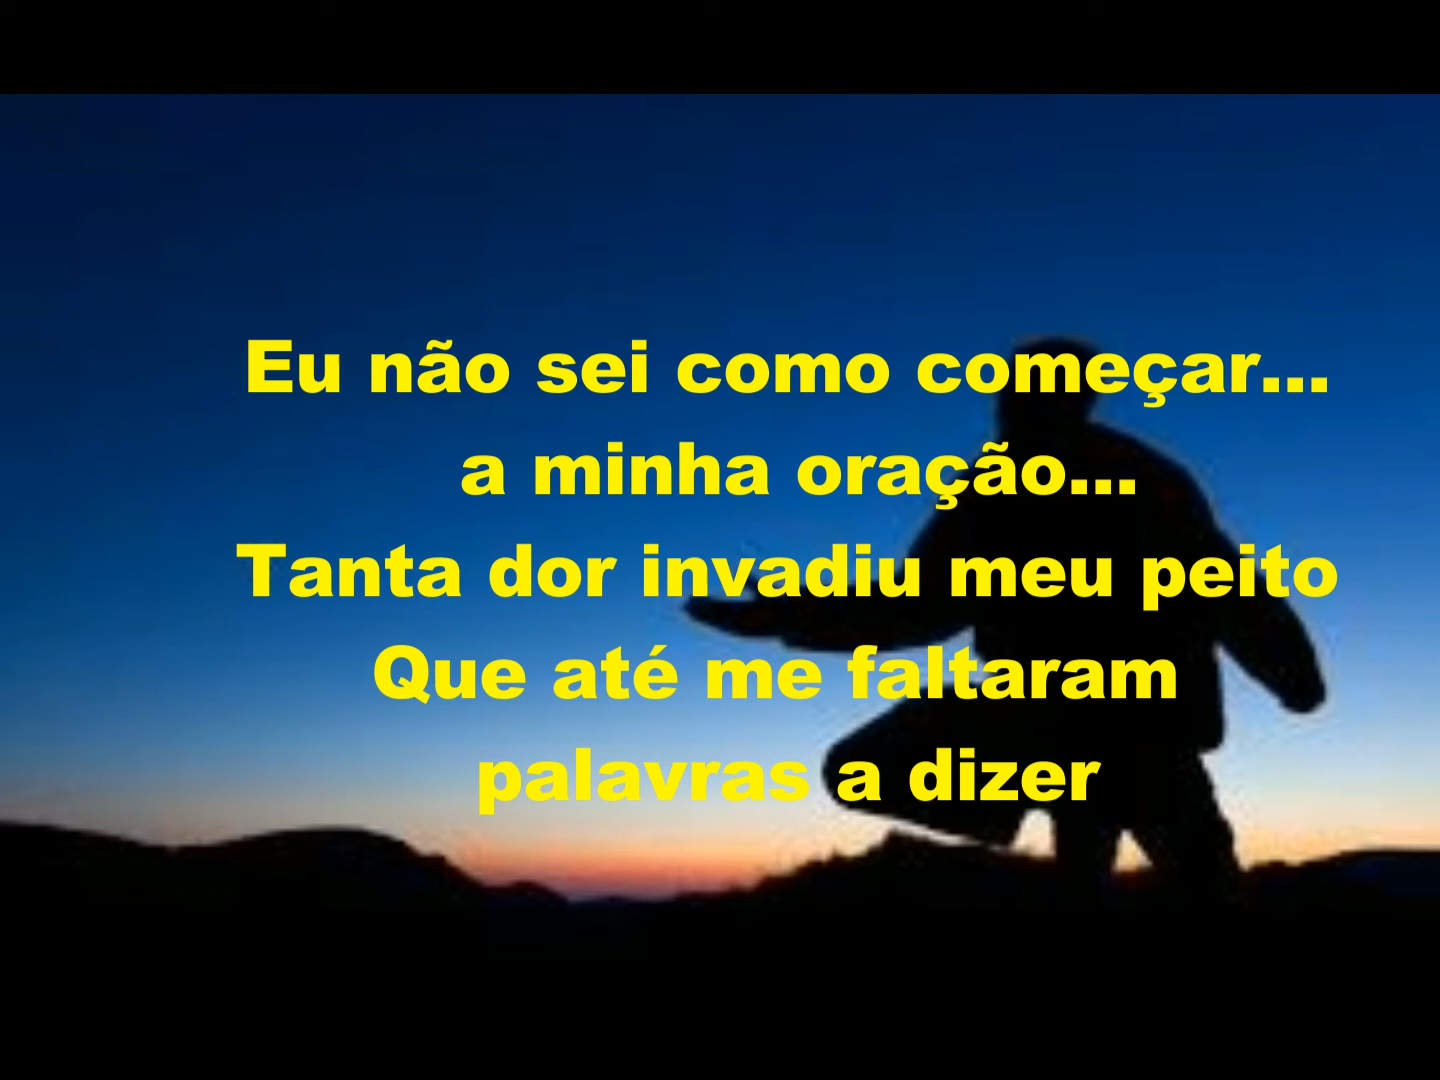 Eu não sei como começar...
a minha oração...
Tanta dor invadiu meu peito
Que até me faltaram
palavras a dizer